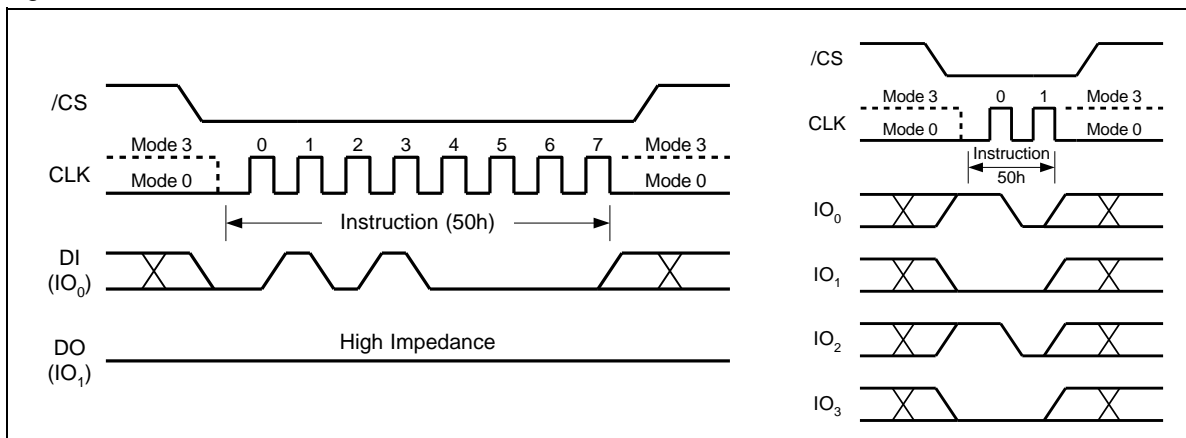 /CS
Mode 3 0 1 2 3 4 5 6 7 Mode 3
CLK Mode 0 Mode 0
Instruction (50h)
DI
(IO0)
High Impedance
DO
(IO1)
/CS
Mode 3 0 1 Mode 3
CLK Mode 0 Mode 0
Instruction
50h
IO0
IO1
IO2
IO3